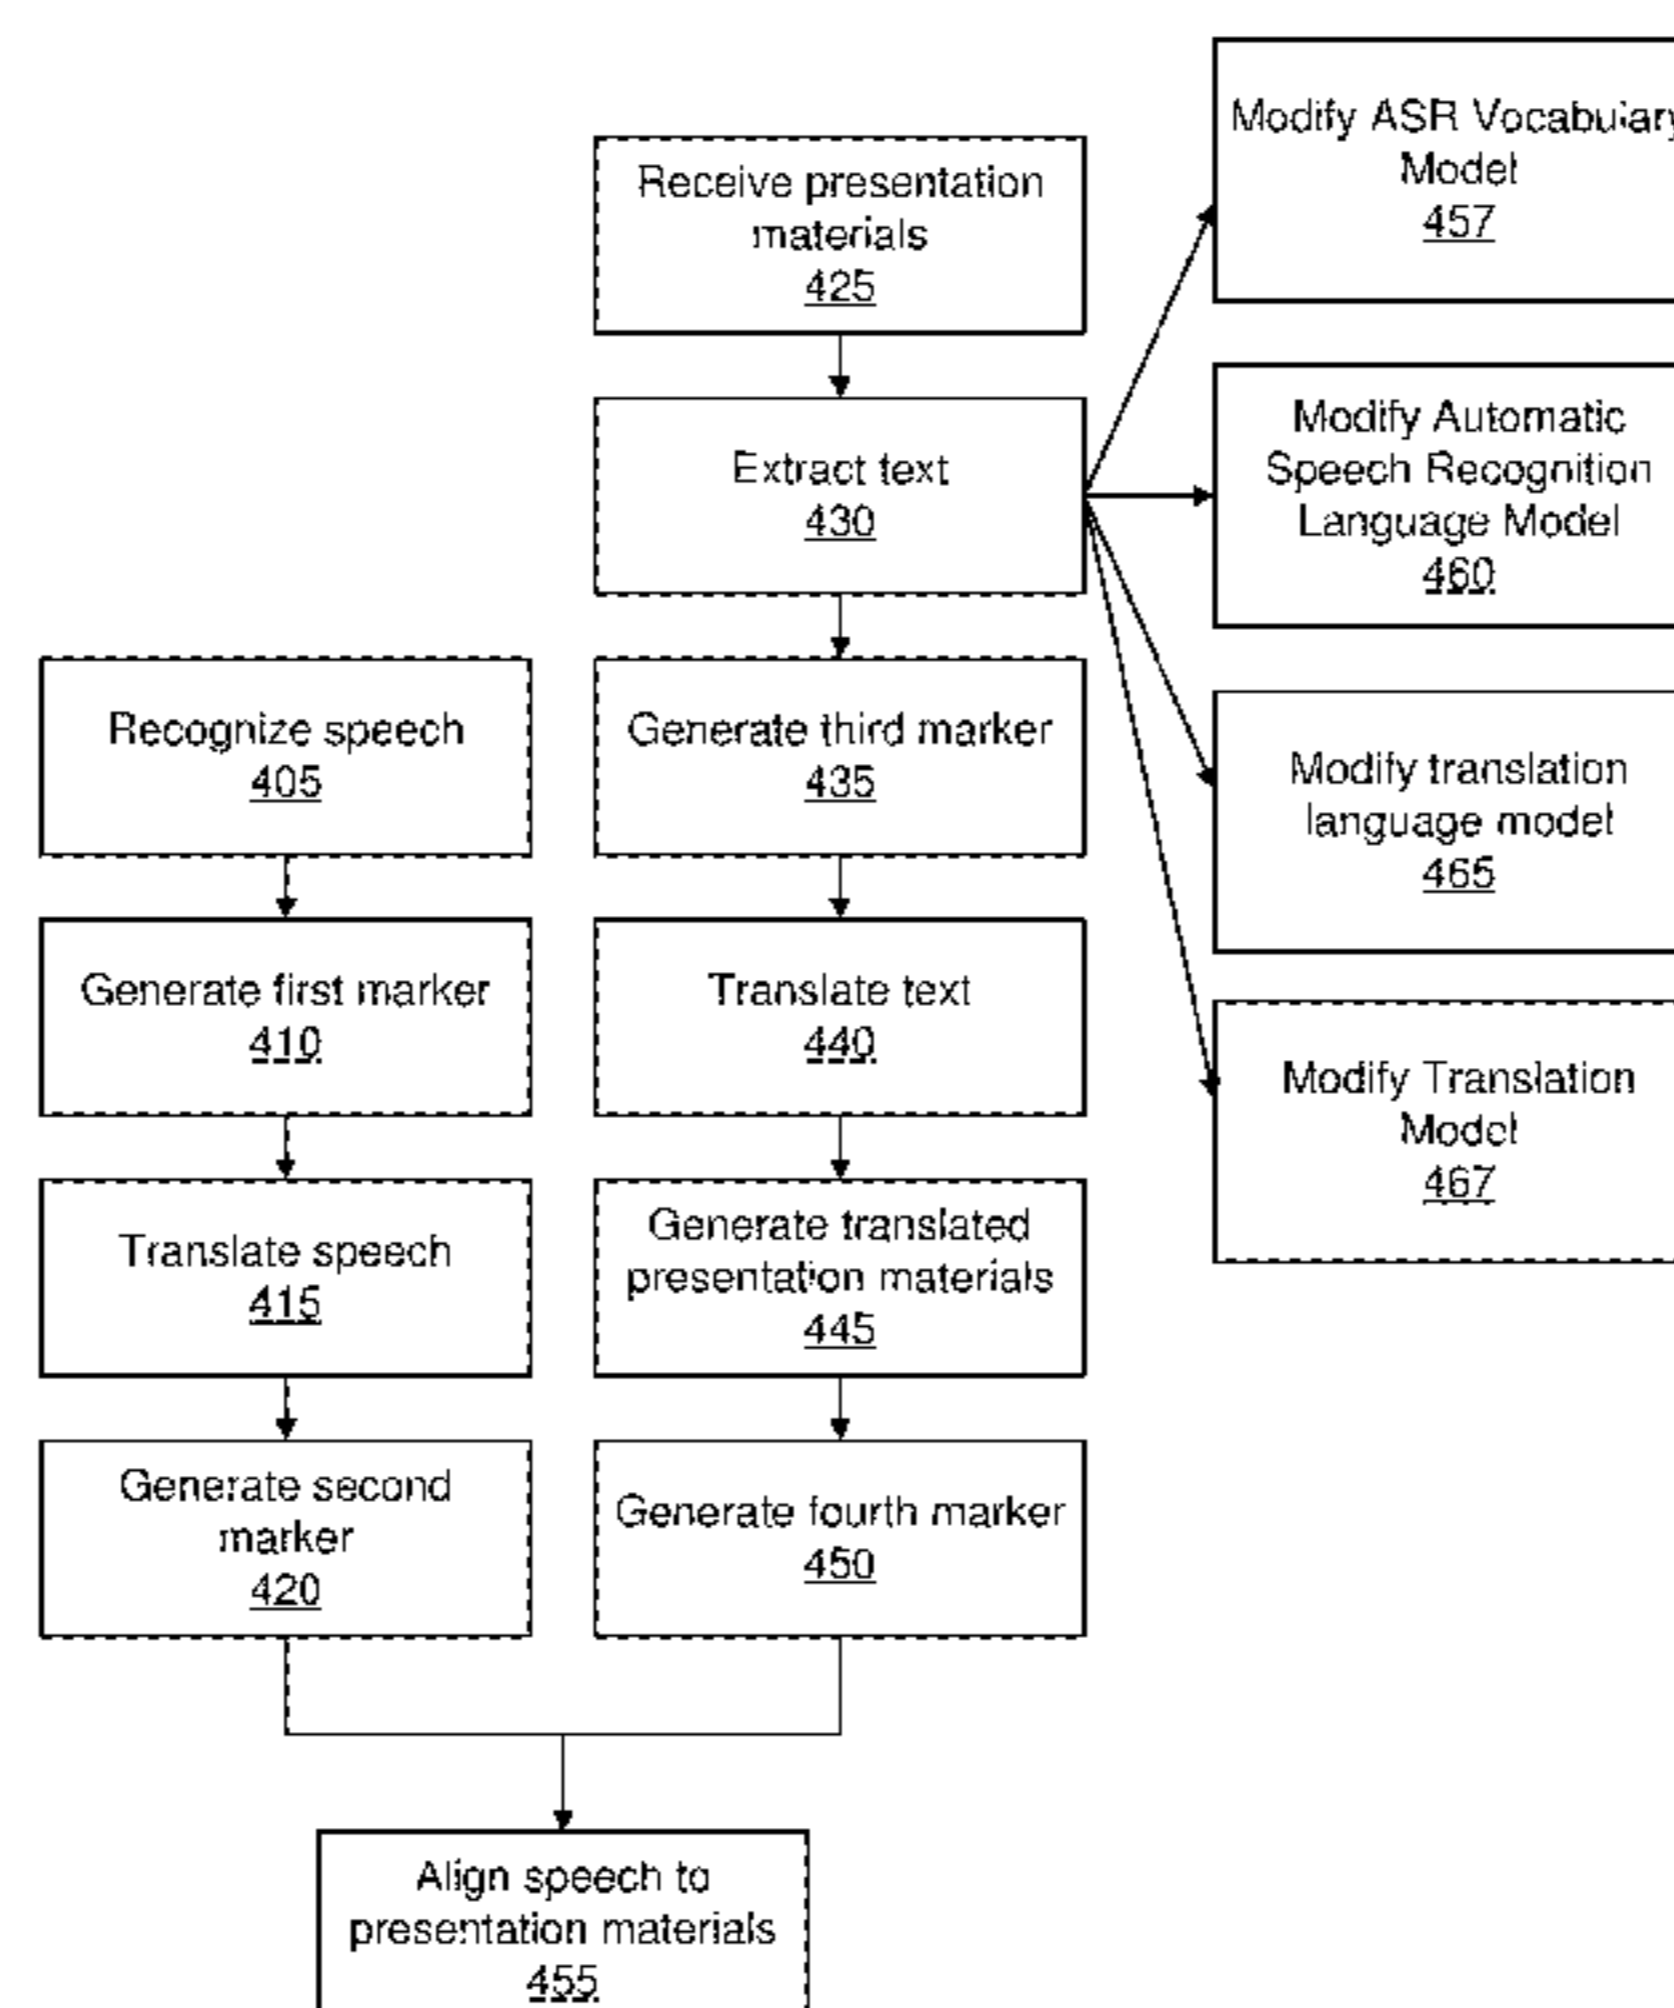 Modify ASR Vocabulary
Model
457
Receive presentation
materials
425
Extract text
430
Modify Automatic
Speech Recognition
Language Model
460
Recognize speech
405
Generate third marker
435
Modify translation
language model
465
Generate first marker
410
Translate text
440
Modify Translation
Model
467
Translate speech
415
Generate translated
presentation materials
445
Generate second
marker
420
Generate fourth marker
450
Align speech to
presentation materials
455